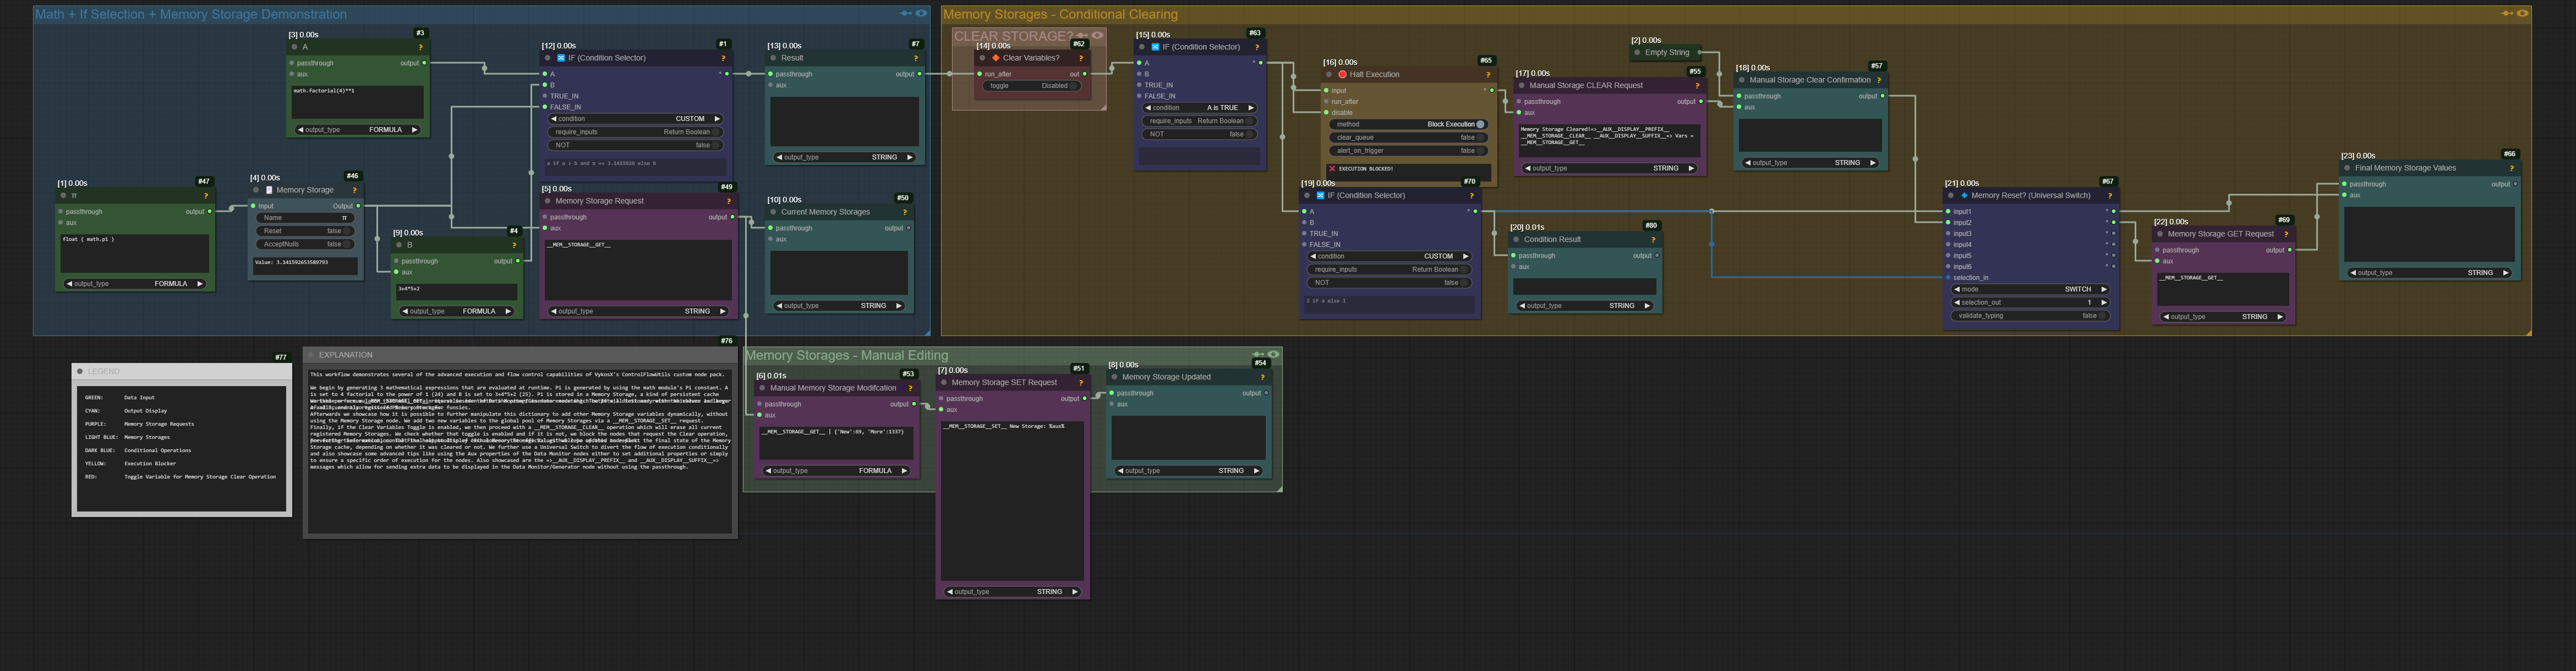 Math + If Selection + Memory Storage Demonstration
[3] 0.00s
#3
A
?
passthrough
output
aux
math.factorial(4)**1
output_type
FORMULA
[1] 0.00s
#47
π
?
passthrough
output
aux
float ( math.pi )
output_type
FORMULA
[4] 0.00s
#46
Memory Storage
?
Input
Output
Name
π
Reset
false
AcceptNulls
false
Value: 3.141592653589793
[9] 0.00s
#4
B
?
passthrough
output
aux
3+4*5+2
output_type
FORMULA
[12] 0.00s
#1
IF (Condition Selector)
?
A
B
TRUE_IN
FALSE_IN
condition
CUSTOM
require_inputs
Return Boolean
NOT
false
[5] 0.00s
#49
Memory Storage Request
?
passthrough
output
aux
__MEM__STORAGE__GET__
output_type
STRING
[13] 0.00s
#7
Result
?
passthrough
output
aux
output_type
STRING
[10] 0.00s
#50
Current Memory Storages
?
passthrough
output
aux
output_type
STRING
Memory Storages - Conditional Clearing
CLEAR STORAGE?
[14] 0.00s
#62
Clear Variables?
?
run_after
out
toggle
Disabled
[15] 0.00s
#63
IF (Condition Selector)
?
A
B
TRUE_IN
FALSE_IN
condition
A is TRUE
require_inputs
Return Boolean
NOT
false
[16] 0.00s
#65
Halt Execution
?
input
run_after
disable
method
Block Execution
clear_queue
false
alert_on_trigger
false
❌ EXECUTION BLOCKED!
[17] 0.00s
#55
Manual Storage CLEAR Request
?
passthrough
output
aux
Memory Storage Cleared!=>__AUX__DISPLAY__PREFIX__
__MEM__STORAGE__CLEAR__ __AUX__DISPLAY__SUFFIX__=> Vars =
__MEM__STORAGE__GET__
output_type
STRING
[2] 0.00s
Empty String
[18] 0.00s
#57
Manual Storage Clear Confirmation
?
passthrough
output
aux
output_type
STRING
[19] 0.00s
#70
IF (Condition Selector)
?
A
B
TRUE_IN
FALSE_IN
condition
CUSTOM
require_inputs
Return Boolean
NOT
false
2 if a else 1
[20] 0.01s
#80
Condition Result
?
passthrough
output
aux
output_type
STRING
[21] 0.00s
#67
Memory Reset? (Universal Switch)
?
input1
input2
input3
input4
input5
input6
selection_in
mode
SWITCH
selection_out
1
validate_typing
false
[22] 0.00s
#69
Memory Storage GET Request
?
passthrough
output
aux
__MEM__STORAGE__GET__
output_type
STRING
[23] 0.00s
#66
Final Memory Storage Values
?
passthrough
output
aux
output_type
STRING
#77
LEGEND
GREEN: Data Input
CYAN: Output Display
PURPLE: Memory Storage Requests
LIGHT BLUE: Memory Storages
DARK BLUE: Conditional Operations
YELLOW: Execution Blocker
RED: Toggle Variable for Memory Storage Clear Operation
#76
EXPLANATION
This workflow demonstrates several of the advanced execution and flow control capabilities of VykosX's ControlFlowUtils custom node pack.
We begin by generating 3 mathematical expressions that are evaluated at runtime. Pi is generated by using the math module's Pi constant. A
is set to 4 factorial to the power of 1 (24) and B is set to 3+4*5+2 (25). Pi is stored in a Memory Storage, a kind of persistent cache
Afterwards we showcase how it is possible to further manipulate this dictionary to add other Memory Storage variables dynamically, without
using the Memory Storage node. We add two new variables to the global pool of Memory Storages via a __MEM__STORAGE__SET__ request.
Finally, if the Clear Variables Toggle is enabled, we then proceed with a __MEM__STORAGE__CLEAR__ operation which will erase all current
registered Memory Storages. We check whether that toggle is enabled and if it is not, we block the nodes that request the Clear operation,
Storage cache, depending on whether it was cleared or not. We further use a Universal Switch to divert the flow of execution conditionally
and also showcase some advanced tips like using the Aux properties of the Data Monitor nodes either to set additional properties or simply
to ensure a specific order of execution for the nodes. Also showcased are the =>__AUX__DISPLAY__PREFIX__ and __AUX__DISPLAY__SUFFIX__=>
messages which allow for sending extra data to be displayed in the Data Monitor/Generator node without using the passthrough.
Memory Storages - Manual Editing
[6] 0.01s
#53
Manual Memory Storage Modifcation
?
passthrough
output
aux
__MEM__STORAGE__GET__ | {'New':69, 'More':1337}
output_type
FORMULA
[7] 0.00s
#51
Memory Storage SET Request
?
passthrough
output
aux
__MEM__STORAGE__SET__ New Storage: %aux%
output_type
STRING
[8] 0.00s
#54
Memory Storage Updated
?
passthrough
output
aux
output_type
STRING